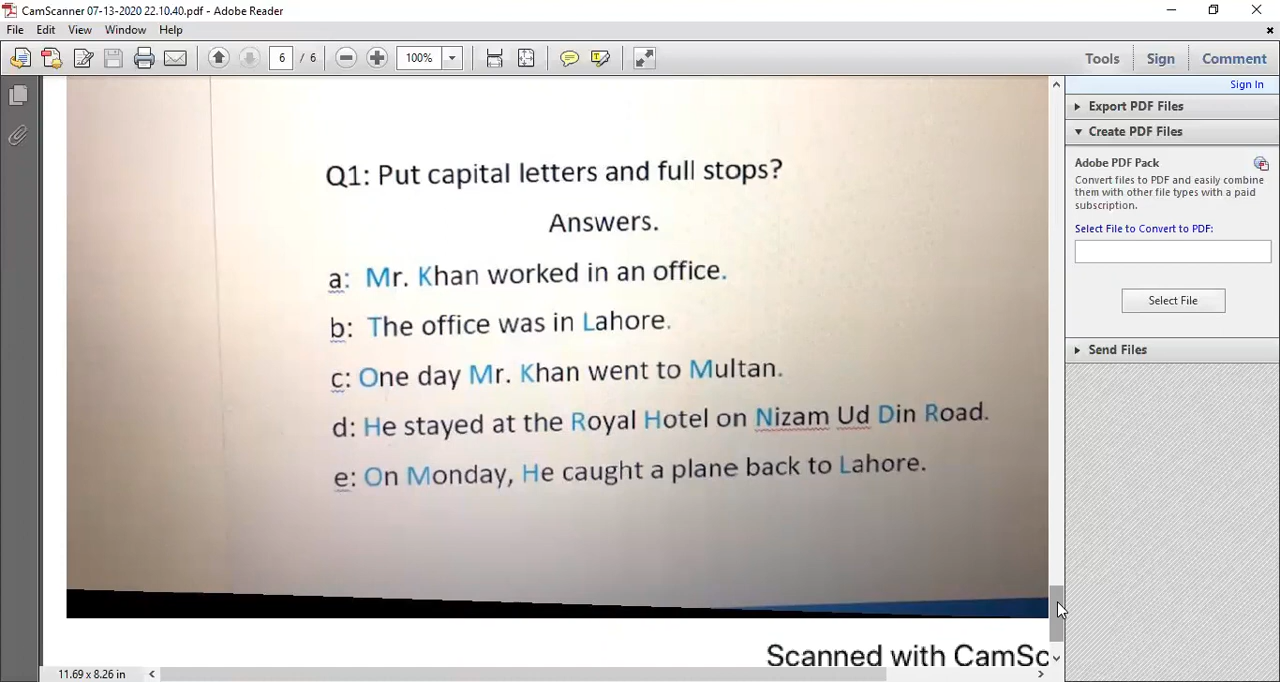 CamScanner 07-13-2020 22.10.40.pdf - Adobe Reader
File Edit View Window Help
6 / 6 100% Tools Sign Comment
Sign In
Export PDF Files
Create PDF Files
Adobe PDF Pack
Convert files to PDF and easily combine
them with other file types with a paid
subscription.
Select File to Convert to PDF:
Select File
Send Files
Q1: Put capital letters and full stops?
Answers.
a: Mr. Khan worked in an office.
b: The office was in Lahore.
c: One day Mr. Khan went to Multan.
d: He stayed at the Royal Hotel on Nizam Ud Din Road.
e: On Monday, He caught a plane back to Lahore.
Scanned with CamSc
11.69 x 8.26 in